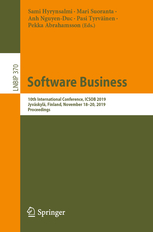 Sami Hyrynsalmi · Mari Suoranta ·
Anh Nguyen-Duc · Pasi Tyrväinen ·
Pekka Abrahamsson (Eds.)
LNBIP 370
Software Business
10th International Conference, ICSOB 2019
Jyväskylä, Finland, November 18–20, 2019
Proceedings
Springer